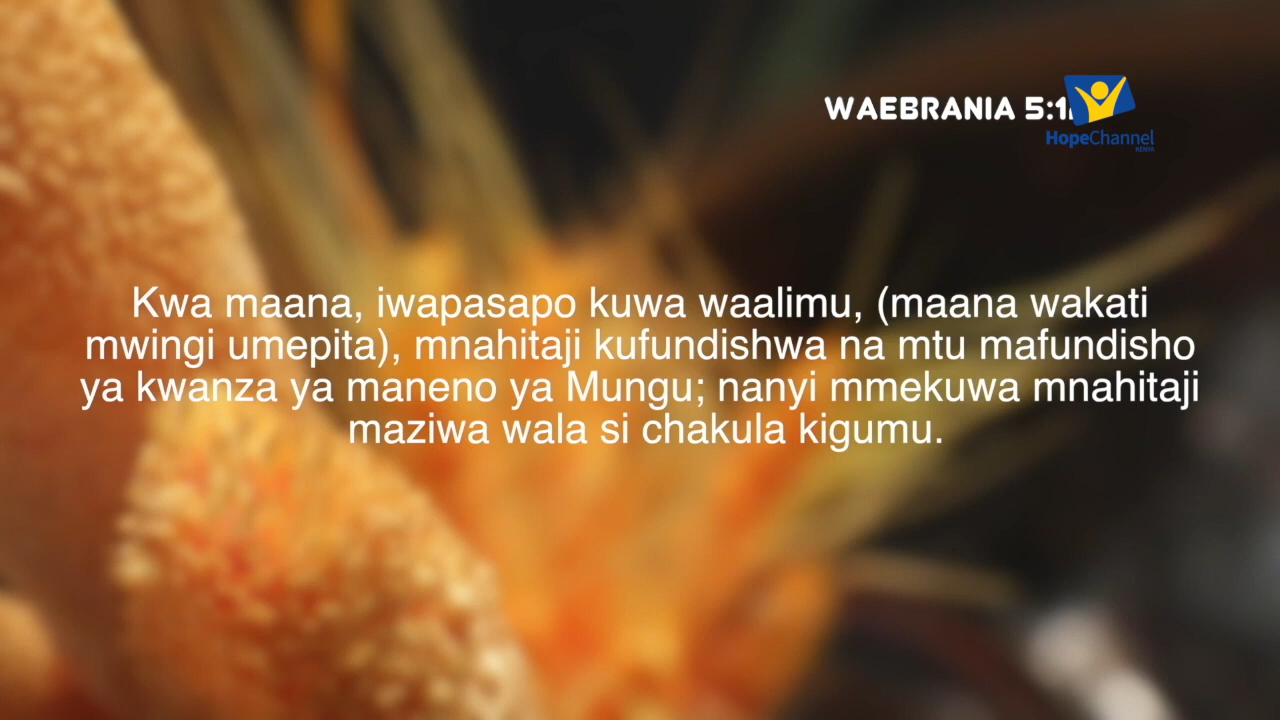 WAEBRANIA 5:1
HopeChannel
KENYA
Kwa maana, iwapasapo kuwa waalimu, (maana wakati
mwingi umepita), mnahitaji kufundishwa na mtu mafundisho
ya kwanza ya maneno ya Mungu; nanyi mmekuwa mnahitaji
maziwa wala si chakula kigumu.